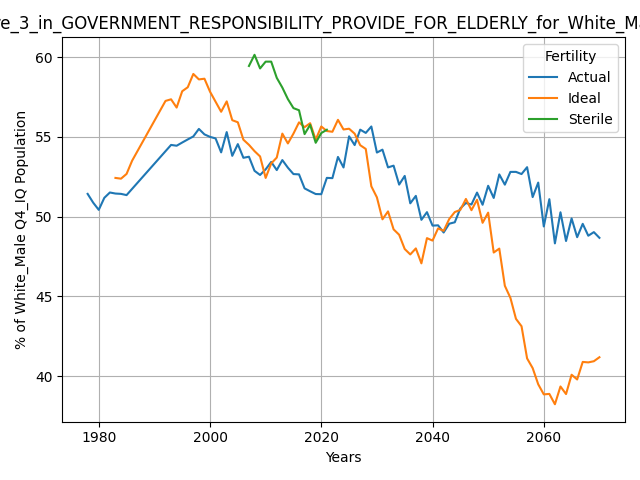 re_3_in_GOVERNMENT_RESPONSIBILITY_PROVIDE_FOR_ELDERLY_for_White_Ma
Fertility
Actual
Ideal
Sterile
% of White_Male Q4_IQ Population
60
55
50
45
40
1980 2000 2020 2040 2060
Years